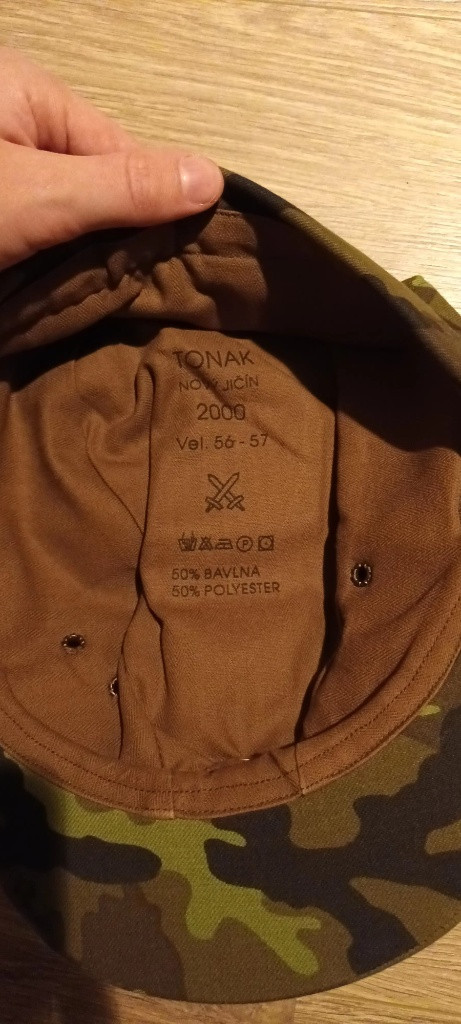 TONAK
NOVÝ JIČÍN
2000
Vel. 56 - 57
P
50% BAVLNA
50% POLYESTER